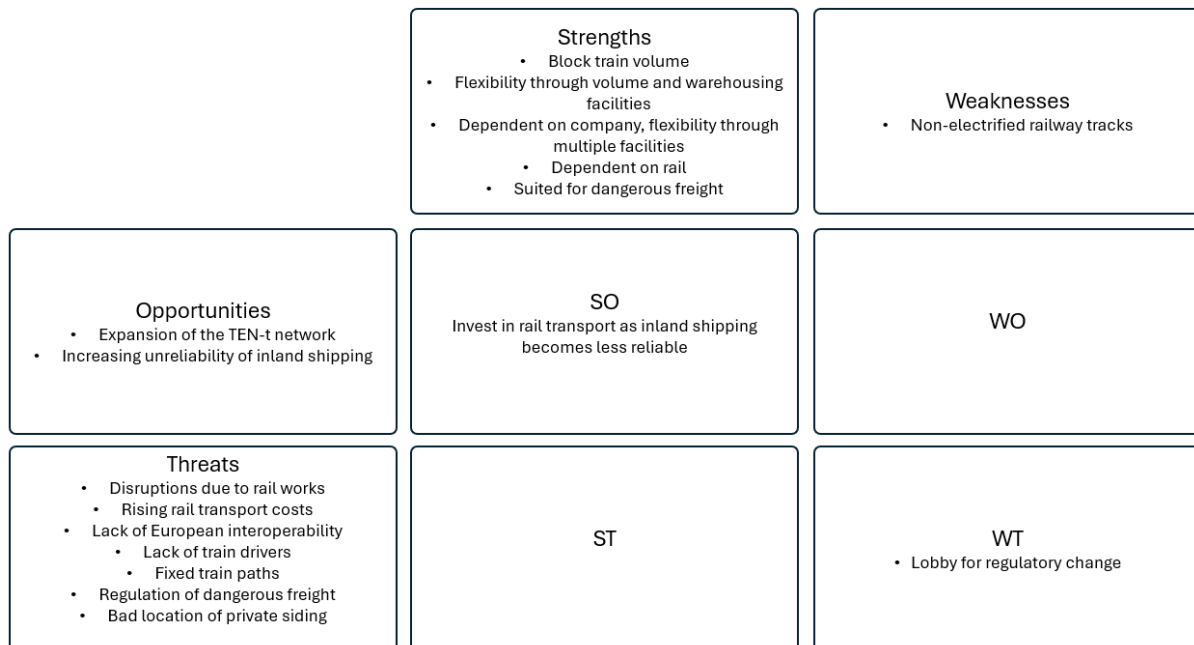 Strengths
• Block train volume
• Flexibility through volume and warehousing
facilities
• Dependent on company, flexibility through
multiple facilities
• Dependent on rail
• Suited for dangerous freight
Weaknesses
• Non-electrified railway tracks
Opportunities
• Expansion of the TEN-t network
• Increasing unreliability of inland shipping
SO
Invest in rail transport as inland shipping
becomes less reliable
WO
Threats
• Disruptions due to rail works
• Rising rail transport costs
• Lack of European interoperability
• Lack of train drivers
• Fixed train paths
• Regulation of dangerous freight
• Bad location of private siding
ST
WT
• Lobby for regulatory change